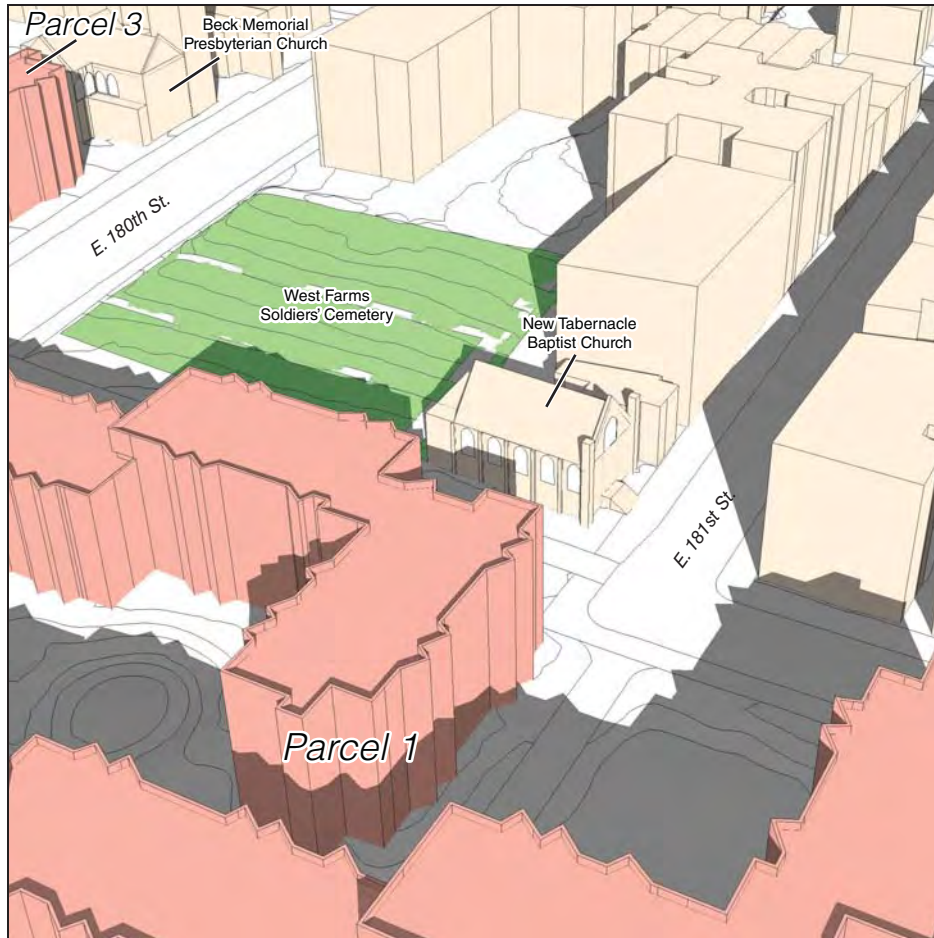 Parcel 3
Beck Memorial
Presbyterian Church
E. 180th St.
West Farms
Soldiers' Cemetery
New Tabernacle
Baptist Church
E. 181st St.
Parcel 1